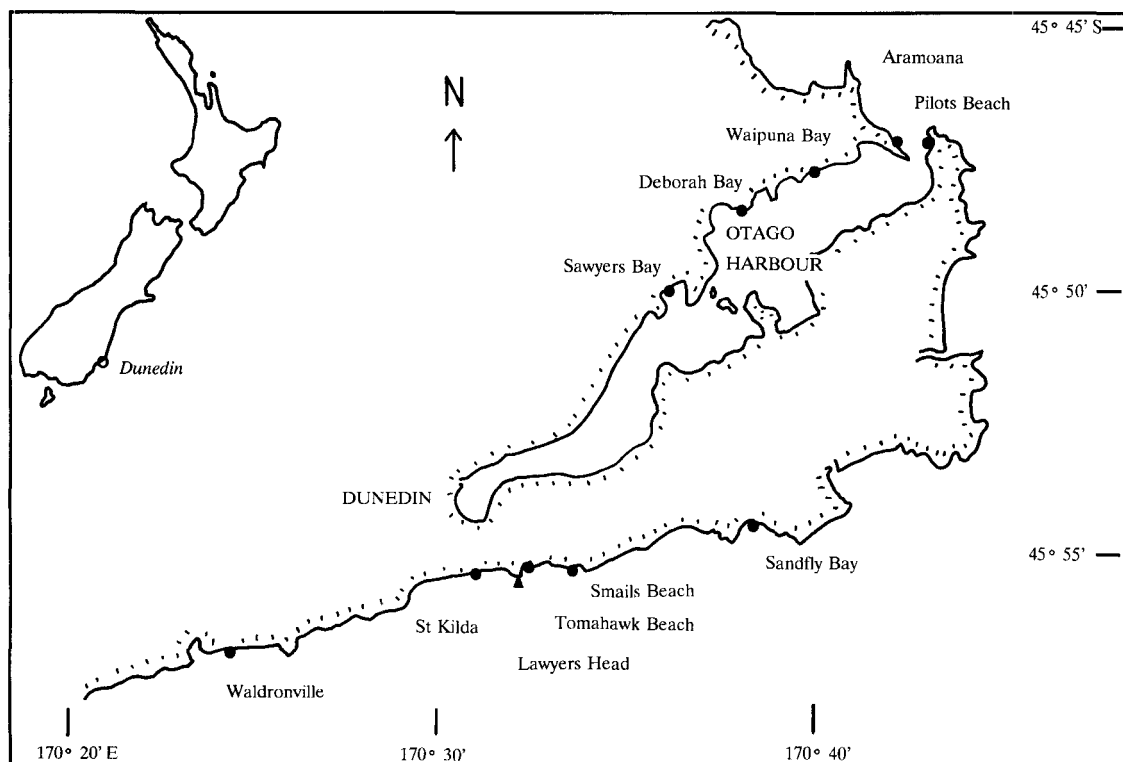 45° 45' S
Aramoana
N
Pilots Beach
Waipuna Bay
Deborah Bay
OTAGO
HARBOUR
Sawyers Bay
45° 50'
Dunedin
DUNEDIN
45° 55'
Sandfly Bay
Smails Beach
St Kilda
Tomahawk Beach
Lawyers Head
Waldronville
170° 20' E
170° 30'
170° 40'